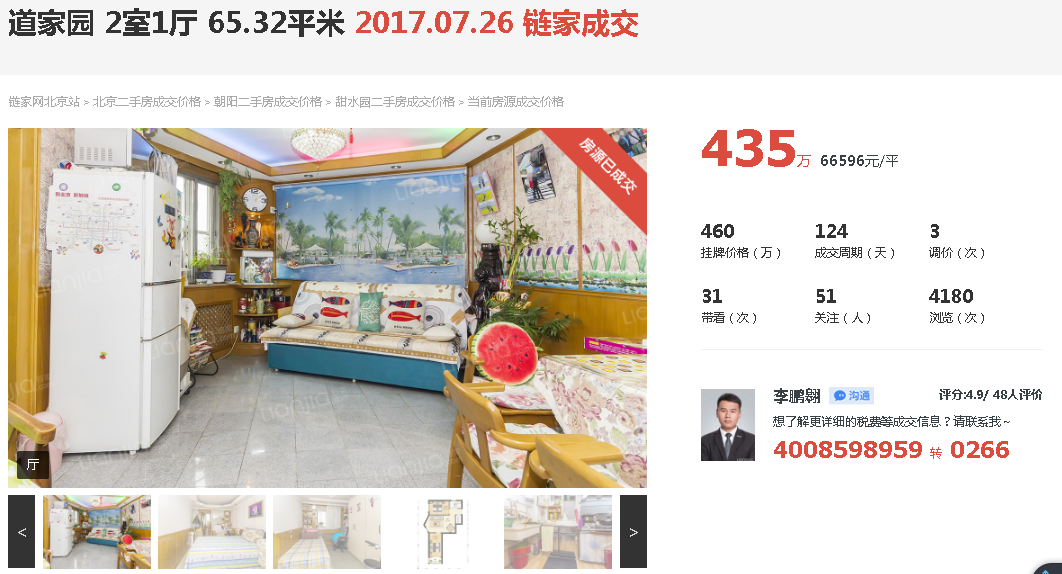 道家园 2室1厅 65.32平米 2017.07.26 链家成交
链家网北京站 > 北京二手房成交价格 > 朝阳二手房成交价格 > 甜水园二手房成交价格 > 当前房源成交价格
房源已成交
435万 66596元/平
460 124 3
挂牌价格（万） 成交周期（天） 调价（次）
31 51 4180
带看（次） 关注（人） 浏览（次）
李鹏翱 沟通 评分:4.9/ 48人评价
想了解更详细的税费等成交信息？请联系我~
4008598959 转 0266
厅
< >